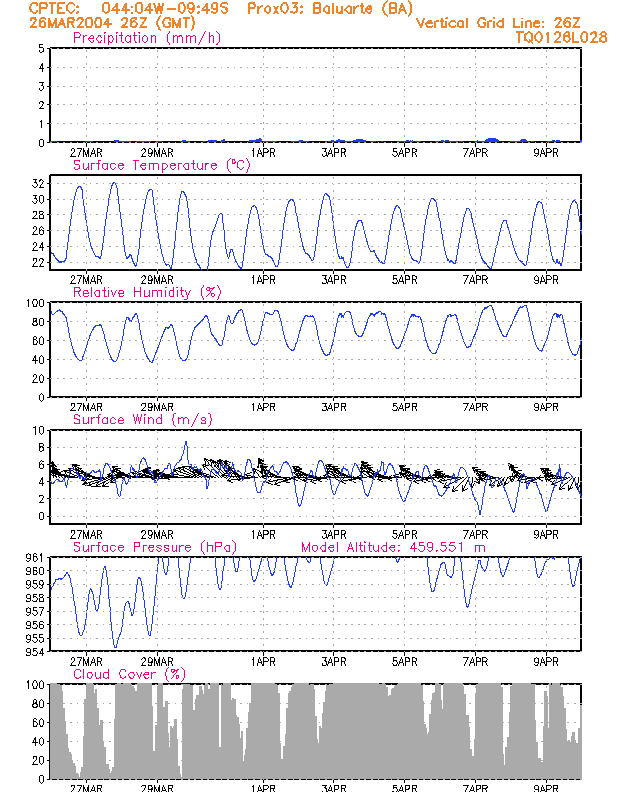 CPTEC: 044:04W-09:49S Prox03: Baluarte (BA)
26MAR2004 26Z (GMT) Vertical Grid Line: 26Z
Precipitation (mm/h) TQ0126L028
5
4
3
2
1
0
27MAR 29MAR 1APR 3APR 5APR 7APR 9APR
Surface Temperature (°C)
32
30
28
26
24
22
27MAR 29MAR 1APR 3APR 5APR 7APR 9APR
Relative Humidity (%)
100
80
60
40
20
0
27MAR 29MAR 1APR 3APR 5APR 7APR 9APR
Surface Wind (m/s)
10
8
6
4
2
0
27MAR 29MAR 1APR 3APR 5APR 7APR 9APR
Surface Pressure (hPa) Model Altitude: 459.551 m
961
960
959
958
957
956
955
954
27MAR 29MAR 1APR 3APR 5APR 7APR 9APR
Cloud Cover (%)
100
80
60
40
20
0
27MAR 29MAR 1APR 3APR 5APR 7APR 9APR